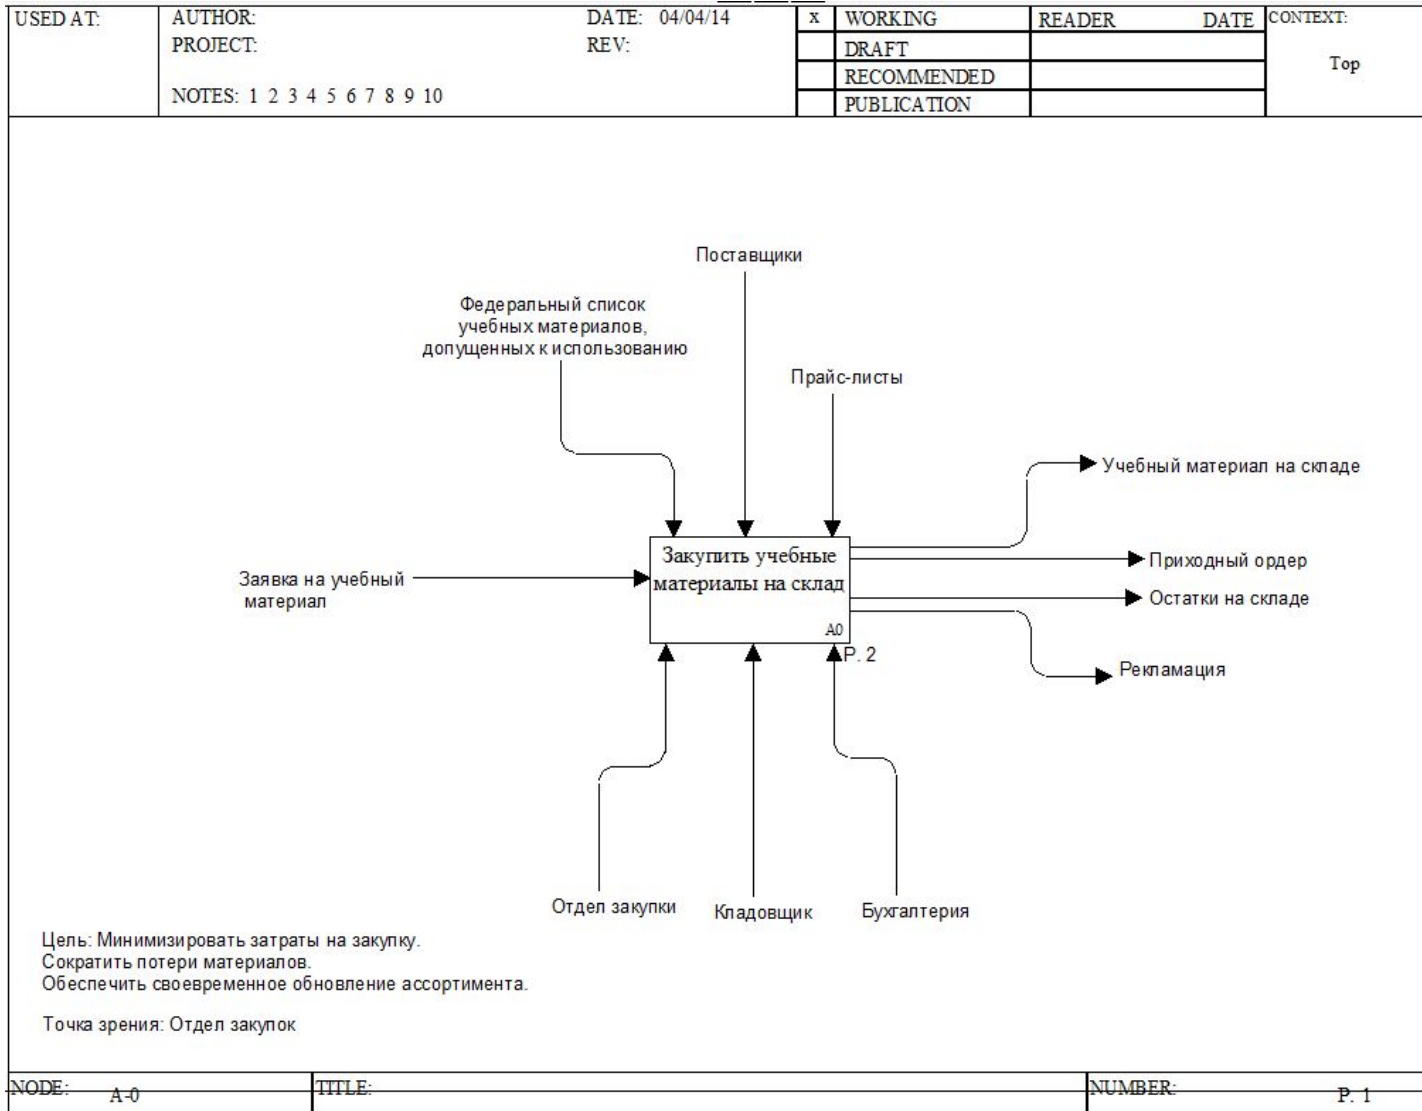 USED AT:
AUTHOR:
DATE: 04/04/14
PROJECT:
REV:
NOTES: 1 2 3 4 5 6 7 8 9 10
x WORKING
DRAFT
RECOMMENDED
PUBLICATION
READER DATE
CONTEXT:
Top
Поставщики
Федеральный список
учебных материалов,
допущенных к использованию
Прайс-листы
Учебный материал на складе
Закупить учебные
материалы на склад
A0
P. 2
Заявка на учебный
материал
Приходный ордер
Остатки на складе
Рекламация
Отдел закупки
Кладовщик
Бухгалтерия
Цель: Минимизировать затраты на закупку.
Сократить потери материалов.
Обеспечить своевременное обновление ассортимента.
Точка зрения: Отдел закупок
NODE: A-0
TITLE:
NUMBER: P. 1